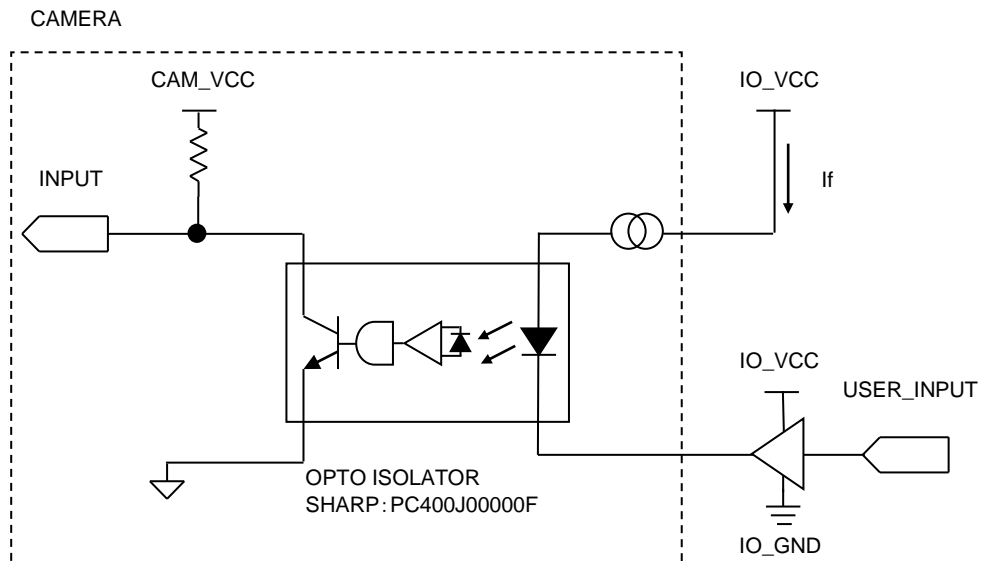 CAMERA
CAM_VCC
IO_VCC
INPUT
If
IO_VCC
USER_INPUT
OPTO ISOLATOR
SHARP:PC400J00000F
IO_GND